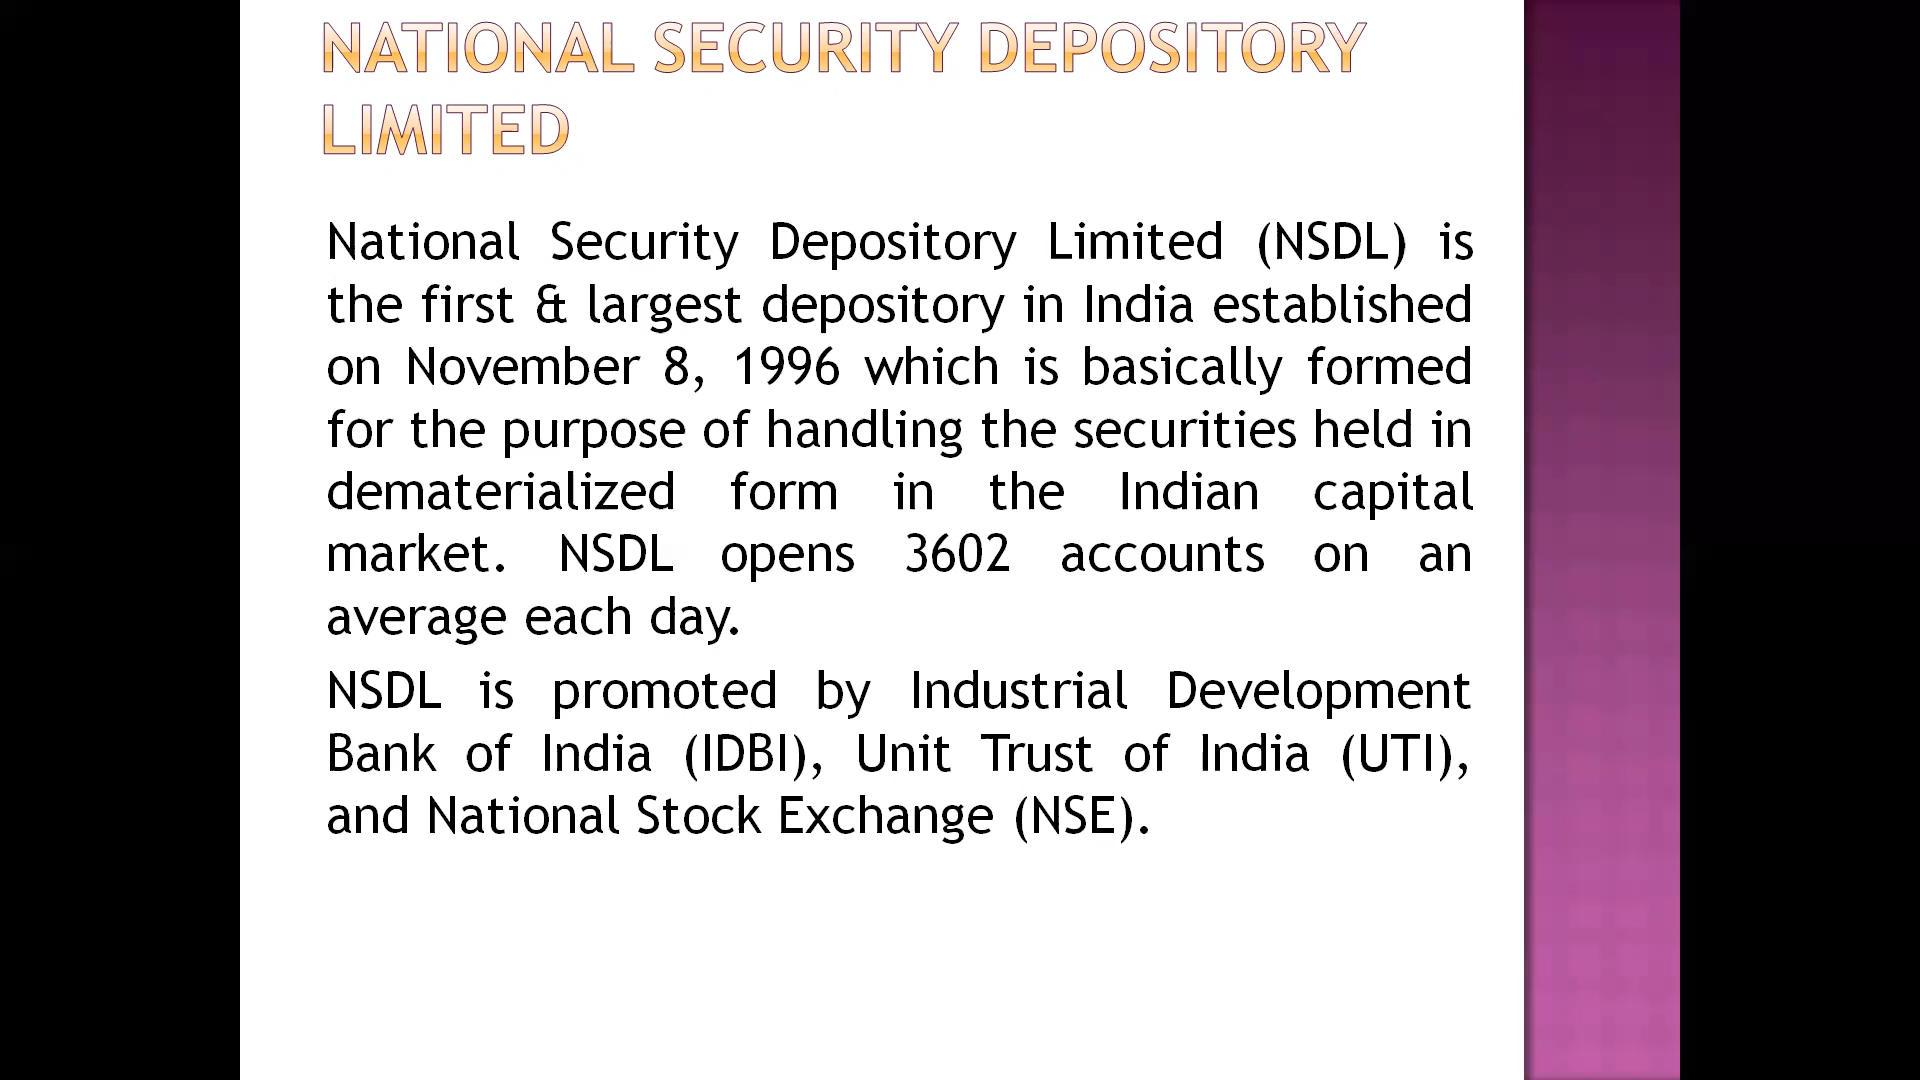 NATIONAL SECURITY DEPOSITORY
LIMITED
National Security Depository Limited (NSDL) is
the first & largest depository in India established
on November 8, 1996 which is basically formed
for the purpose of handling the securities held in
dematerialized form in the Indian capital
market. NSDL opens 3602 accounts on an
average each day.
NSDL is promoted by Industrial Development
Bank of India (IDBI), Unit Trust of India (UTI),
and National Stock Exchange (NSE).